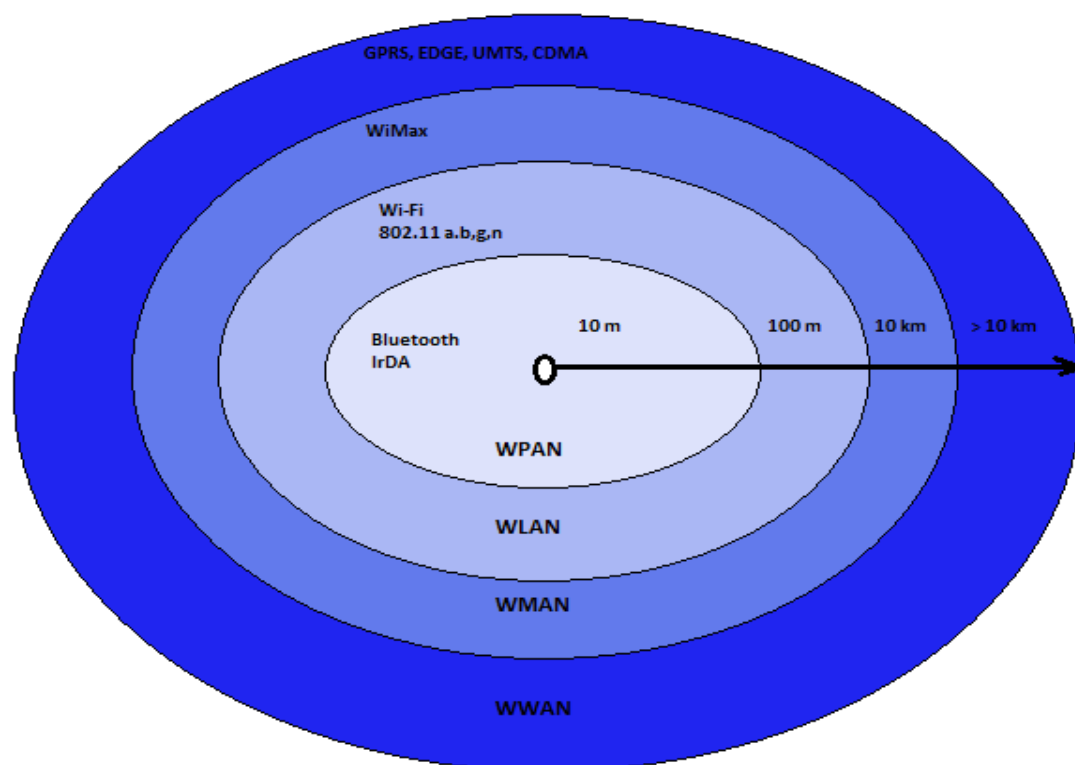 GPRS, EDGE, UMTS, CDMA
WiMax
Wi-Fi
802.11 a.b,g,n
10 m
100 m
10 km
> 10 km
Bluetooth
IrDA
WPAN
WLAN
WMAN
WWAN